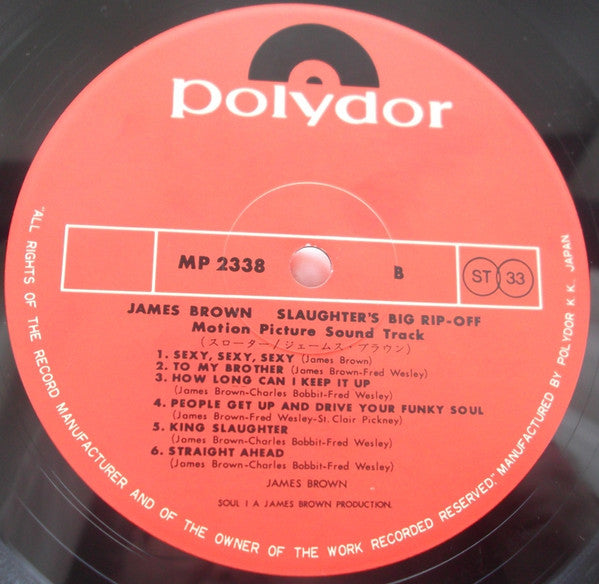 polydor
MP 2338 B ST 33
JAMES BROWN SLAUGHTER'S BIG RIP-OFF
Motion Picture Sound Track
(スローター/ジェームス・ブラウン)
1. SEXY, SEXY, SEXY (James Brown)
2. TO MY BROTHER (James Brown-Fred Wesley)
3. HOW LONG CAN I KEEP IT UP
(James Brown-Charles Bobbit-Fred Wesley)
4. PEOPLE GET UP AND DRIVE YOUR FUNKY SOUL
(James Brown-Fred Wesley-St. Clair Pickney)
5. KING SLAUGHTER
(James Brown-Charles Bobbit-Fred Wesley)
6. STRAIGHT AHEAD
(James Brown-Charles Bobbit-Fred Wesley)
JAMES BROWN
SOUL I A JAMES BROWN PRODUCTION.
"ALL RIGHTS OF THE RECORD MANUFACTURER AND OF THE OWNER OF THE WORK RECORDED RESERVED." MANUFACTURED BY POLYDOR K.K. JAPAN